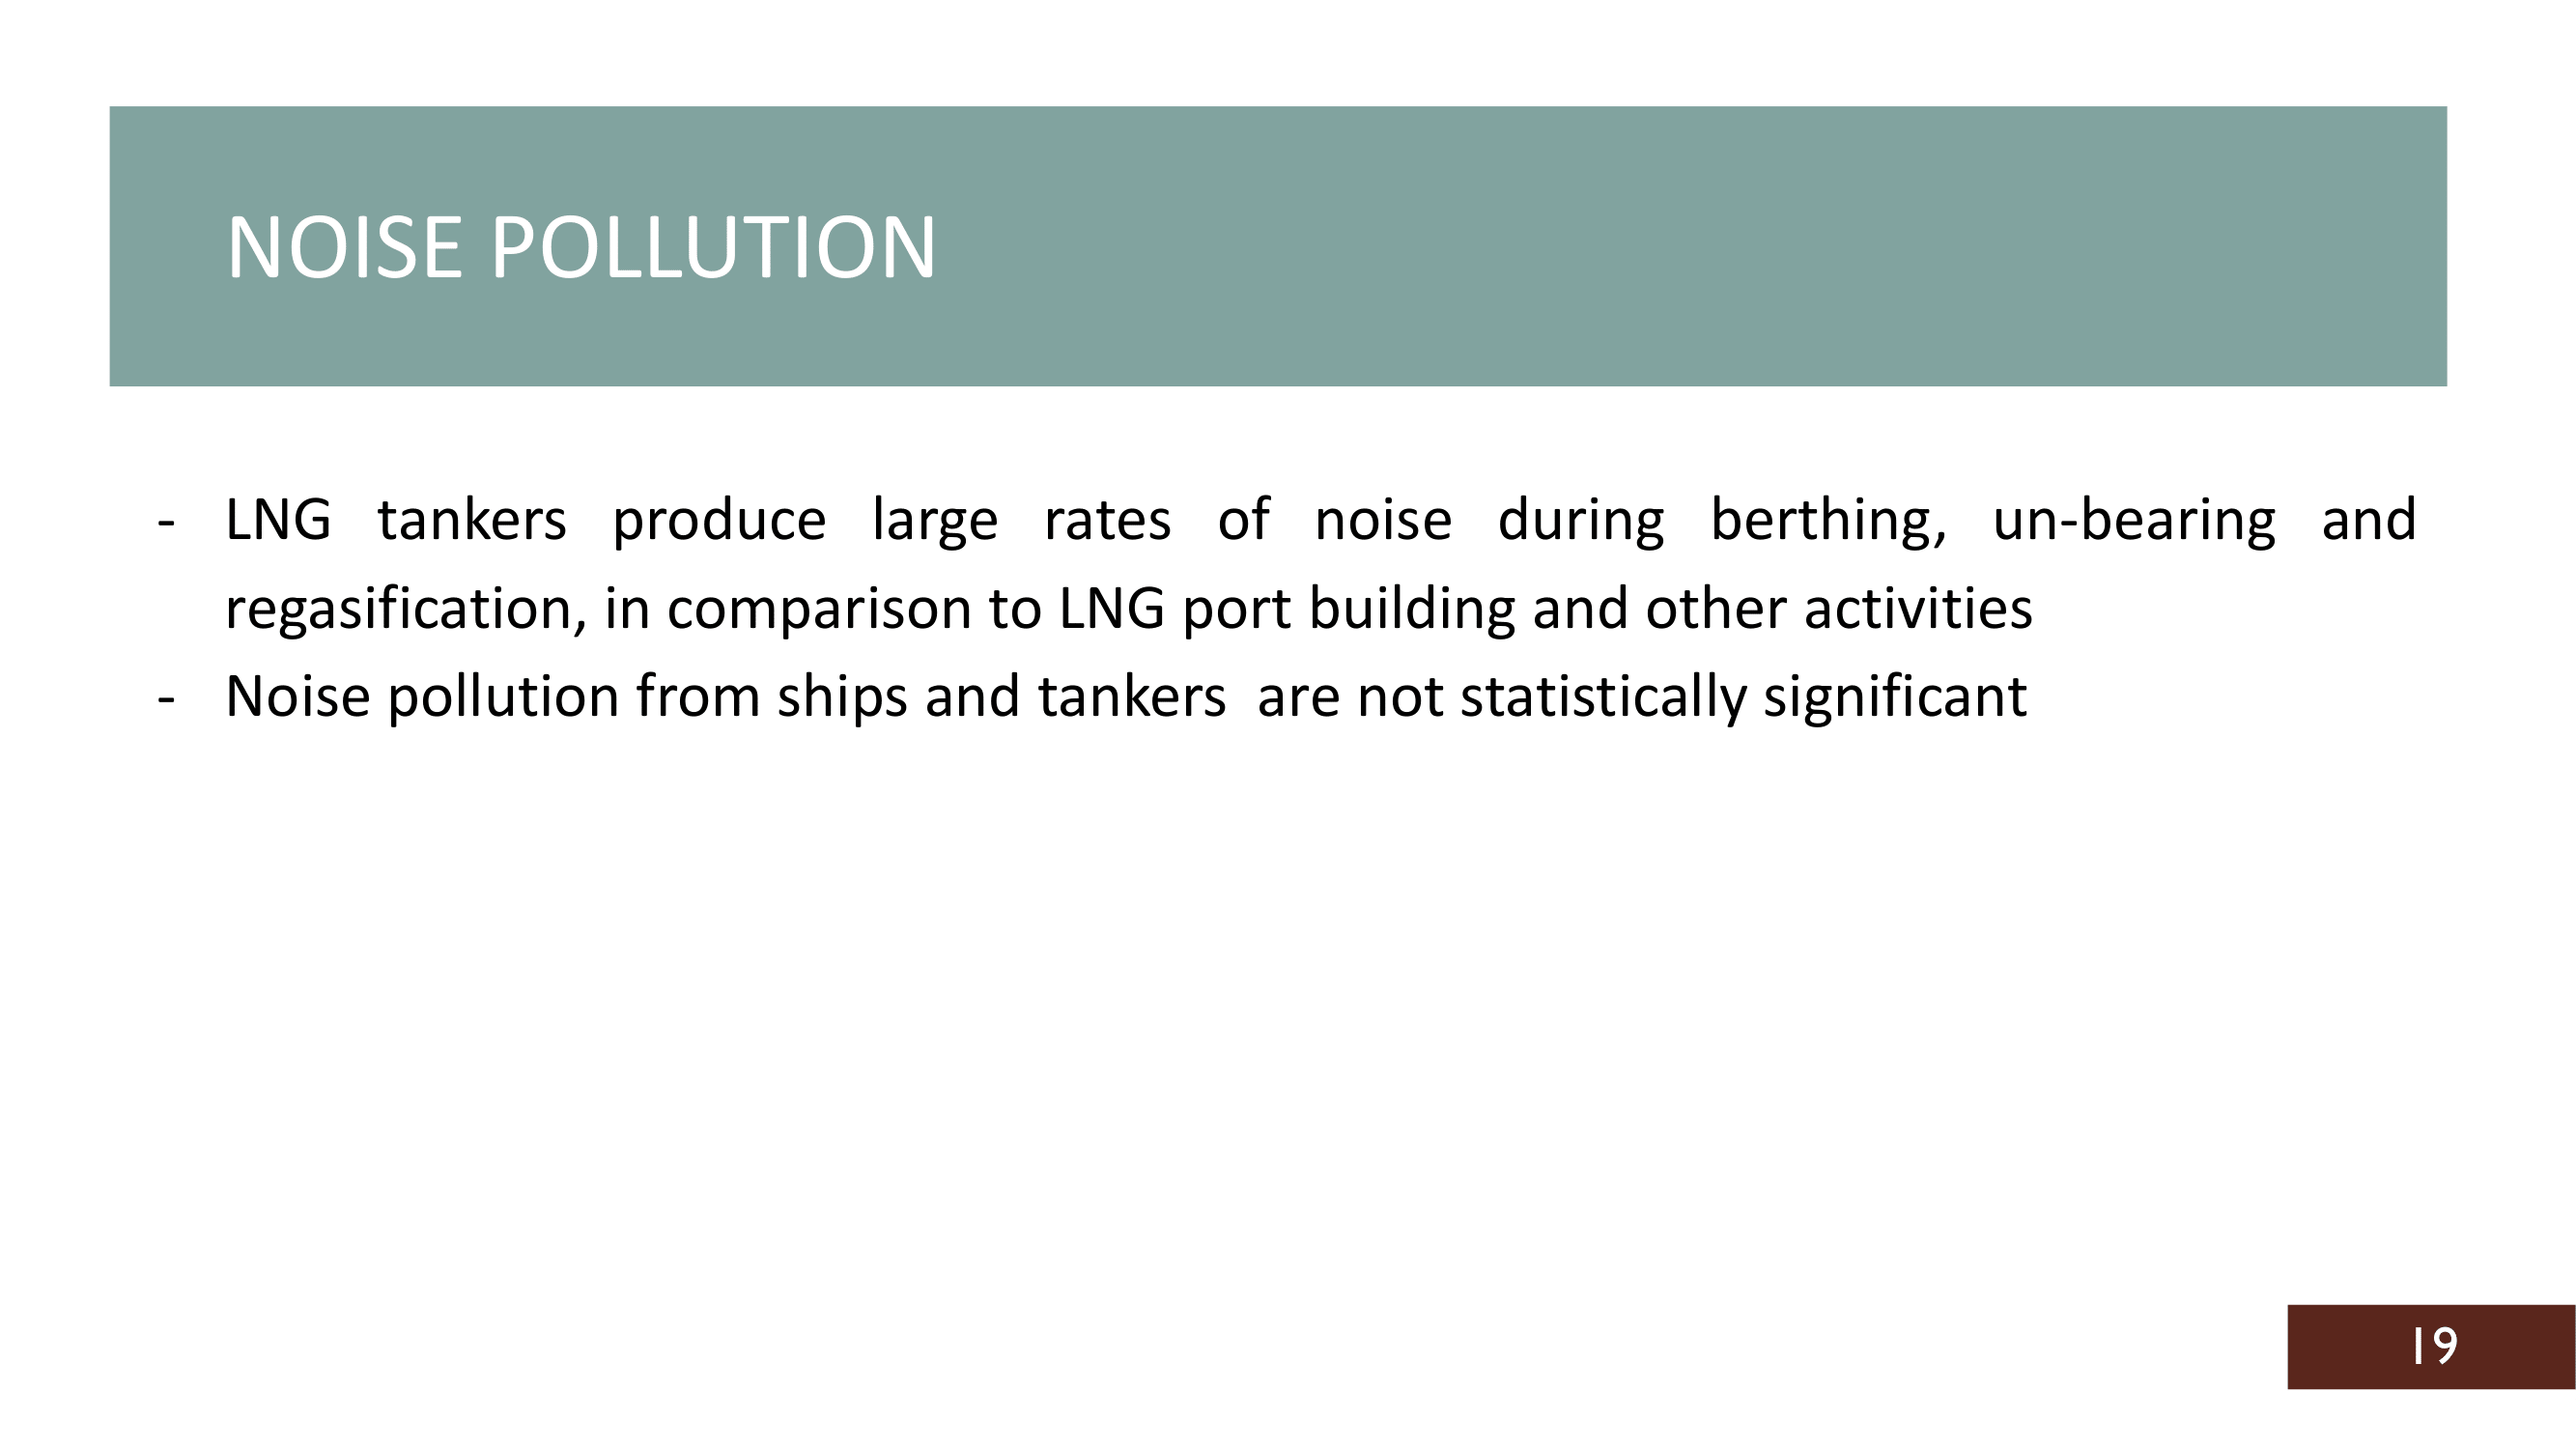 NOISE POLLUTION
- LNG tankers produce large rates of noise during berthing, un-bearing and
regasification, in comparison to LNG port building and other activities
- Noise pollution from ships and tankers  are not statistically significant
19